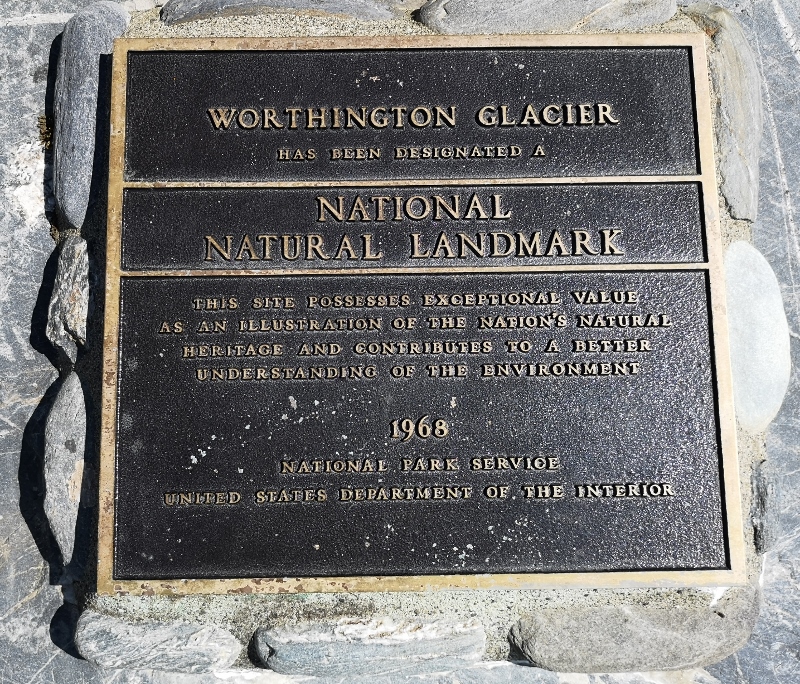 WORTHINGTON GLACIER
HAS BEEN DESIGNATED A
NATIONAL
NATURAL LANDMARK
THIS SITE POSSESSES EXCEPTIONAL VALUE
AS AN ILLUSTRATION OF THE NATION'S NATURAL
HERITAGE AND CONTRIBUTES TO A BETTER
UNDERSTANDING OF THE ENVIRONMENT
1968
NATIONAL PARK SERVICE
UNITED STATES DEPARTMENT OF THE INTERIOR